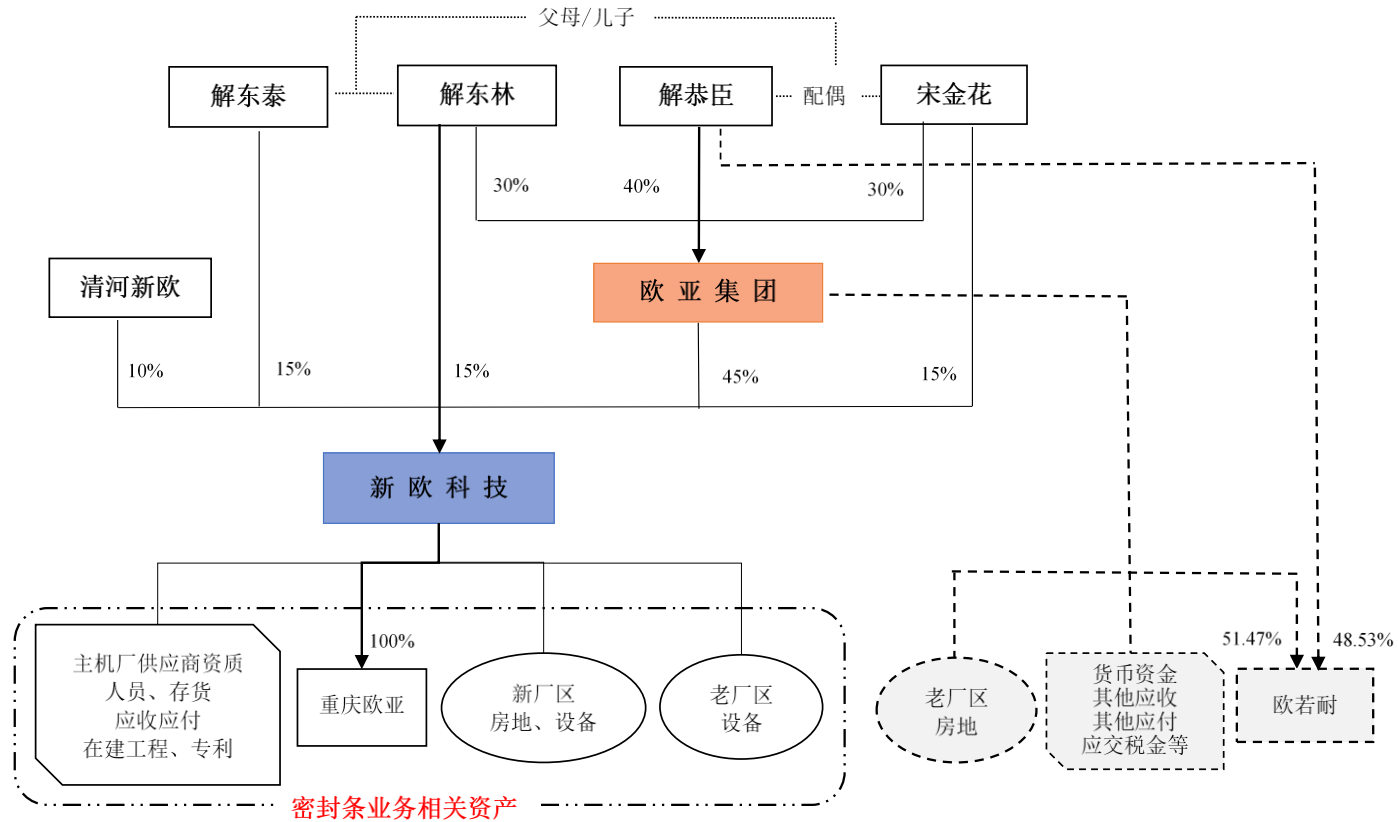 父母/儿子
解东泰
解东林
解恭臣
配偶
宋金花
30%
40%
30%
清河新欧
欧亚集团
10%
15%
15%
45%
15%
新欧科技
100%
51.47%
48.53%
主机厂供应商资质
人员、存货
应收应付
在建工程、专利
重庆欧亚
新厂区
房地、设备
老厂区
设备
老厂区
房地
货币资金
其他应收
其他应付
应交税金等
欧若耐
密封条业务相关资产